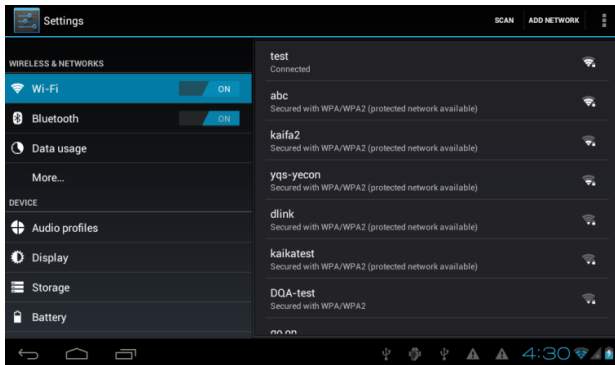 Settings
SCAN
ADD NETWORK
WIRELESS & NETWORKS
Wi-Fi
ON
Bluetooth
ON
Data usage
More...
DEVICE
Audio profiles
Display
Storage
Battery
test
Connected
abc
Secured with WPA/WPA2 (protected network available)
kaifa2
Secured with WPA/WPA2 (protected network available)
yqs-yecon
Secured with WPA/WPA2 (protected network available)
dlink
Secured with WPA/WPA2 (protected network available)
kaikatest
Secured with WPA/WPA2 (protected network available)
DQA-test
Secured with WPA/WPA2
4:30